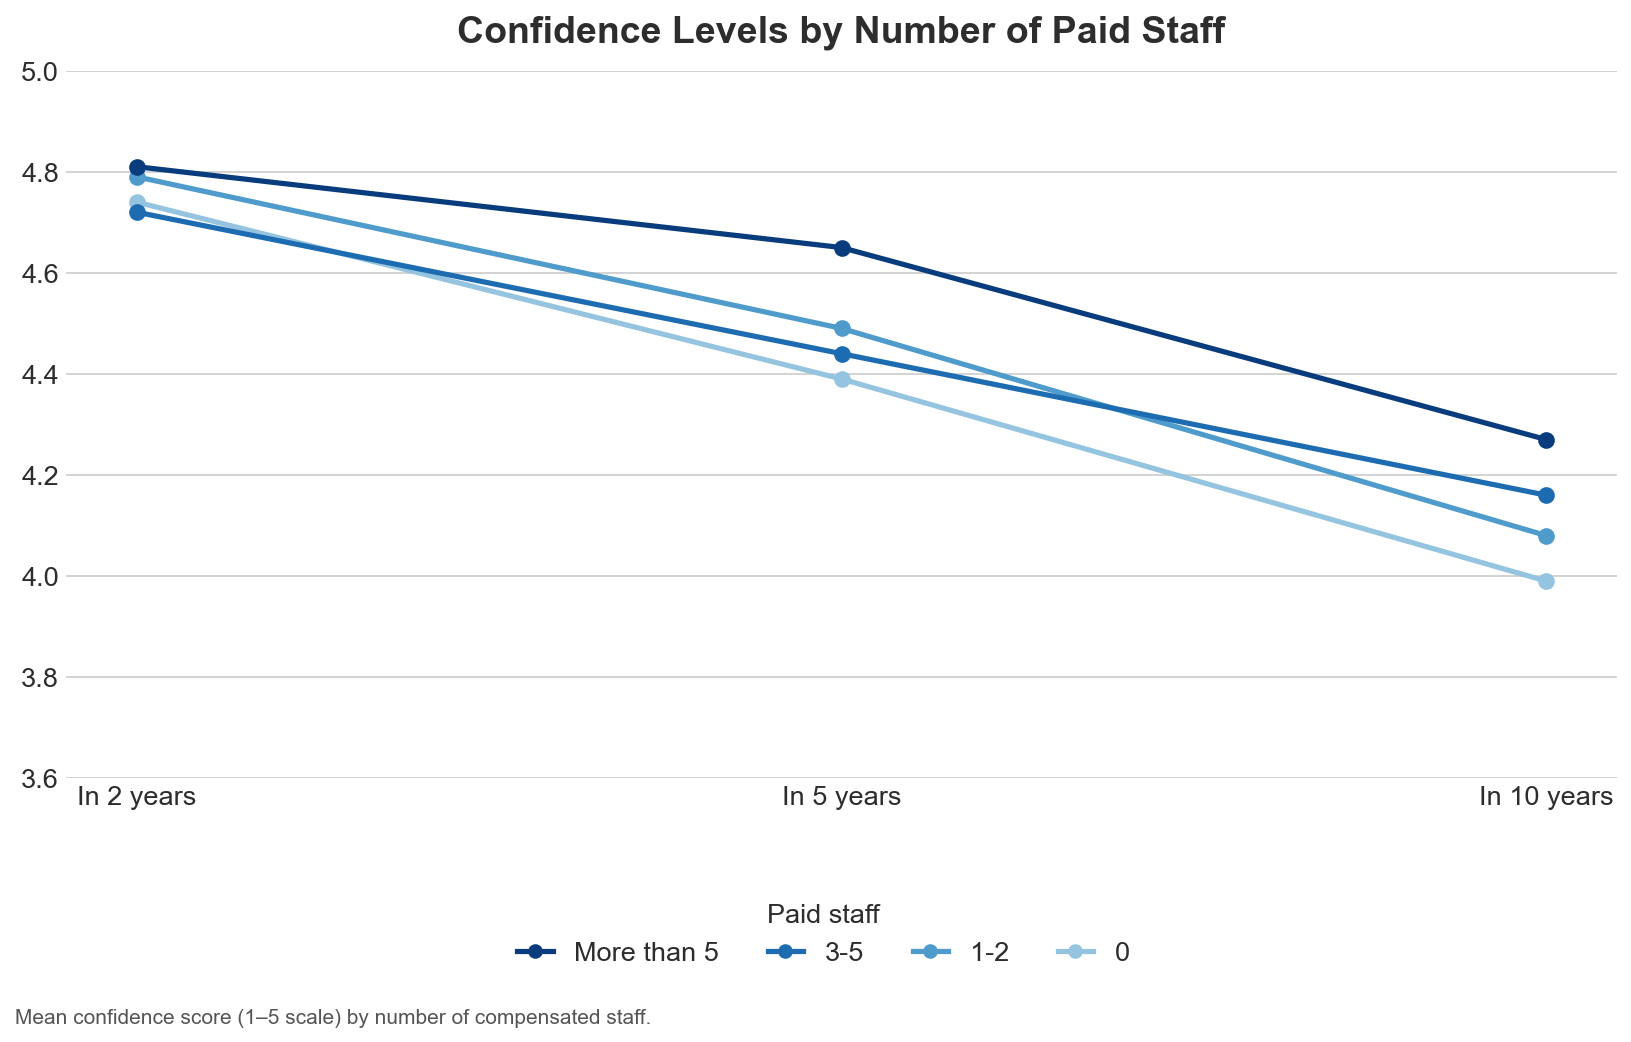 Confidence Levels by Number of Paid Staff
5.0
4.8
4.6
4.4
4.2
4.0
3.8
3.6
In 2 years In 5 years In 10 years
Paid staff
More than 5 3-5 1-2 0
Mean confidence score (1–5 scale) by number of compensated staff.